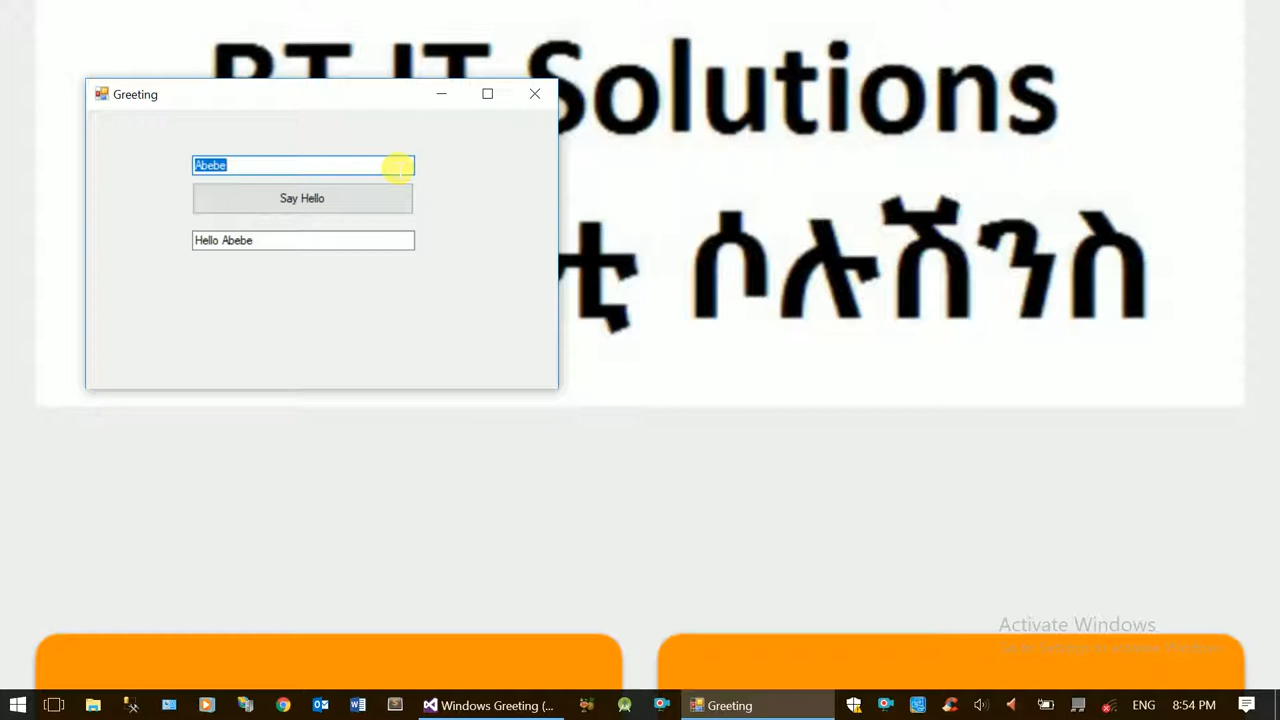 Solutions
ቲ ሶሉሽንስ
Greeting
Abebe
Say Hello
Hello Abebe
Activate Windows
Windows Greeting (...
Greeting
ENG
8:54 PM